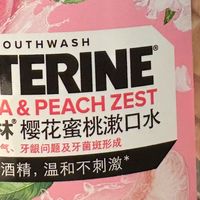 OUTHWASH
TERINE®
A & PEACH ZEST
林® 樱花蜜桃漱口水
气、牙龈问题及牙菌斑形成
酒精，温和不刺激*